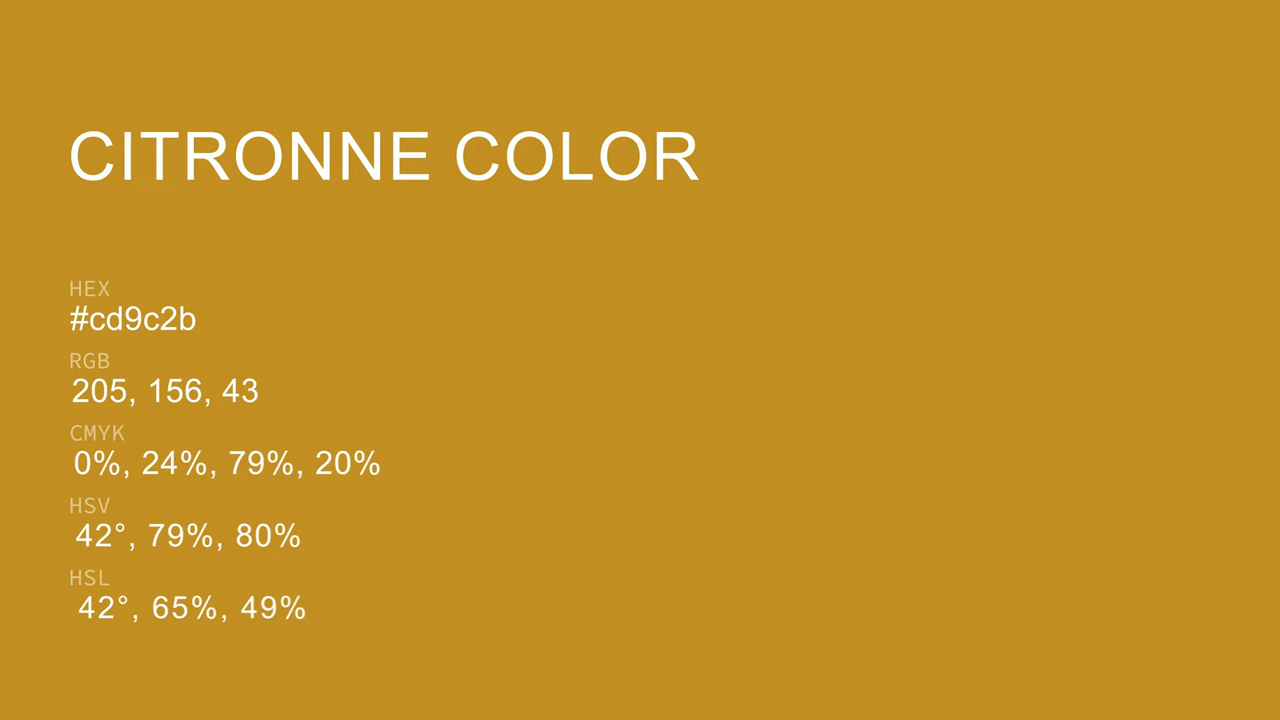 CITRONNE COLOR
HEX
#cd9c2b
RGB
205, 156, 43
CMYK
0%, 24%, 79%, 20%
HSV
42°, 79%, 80%
HSL
42°, 65%, 49%